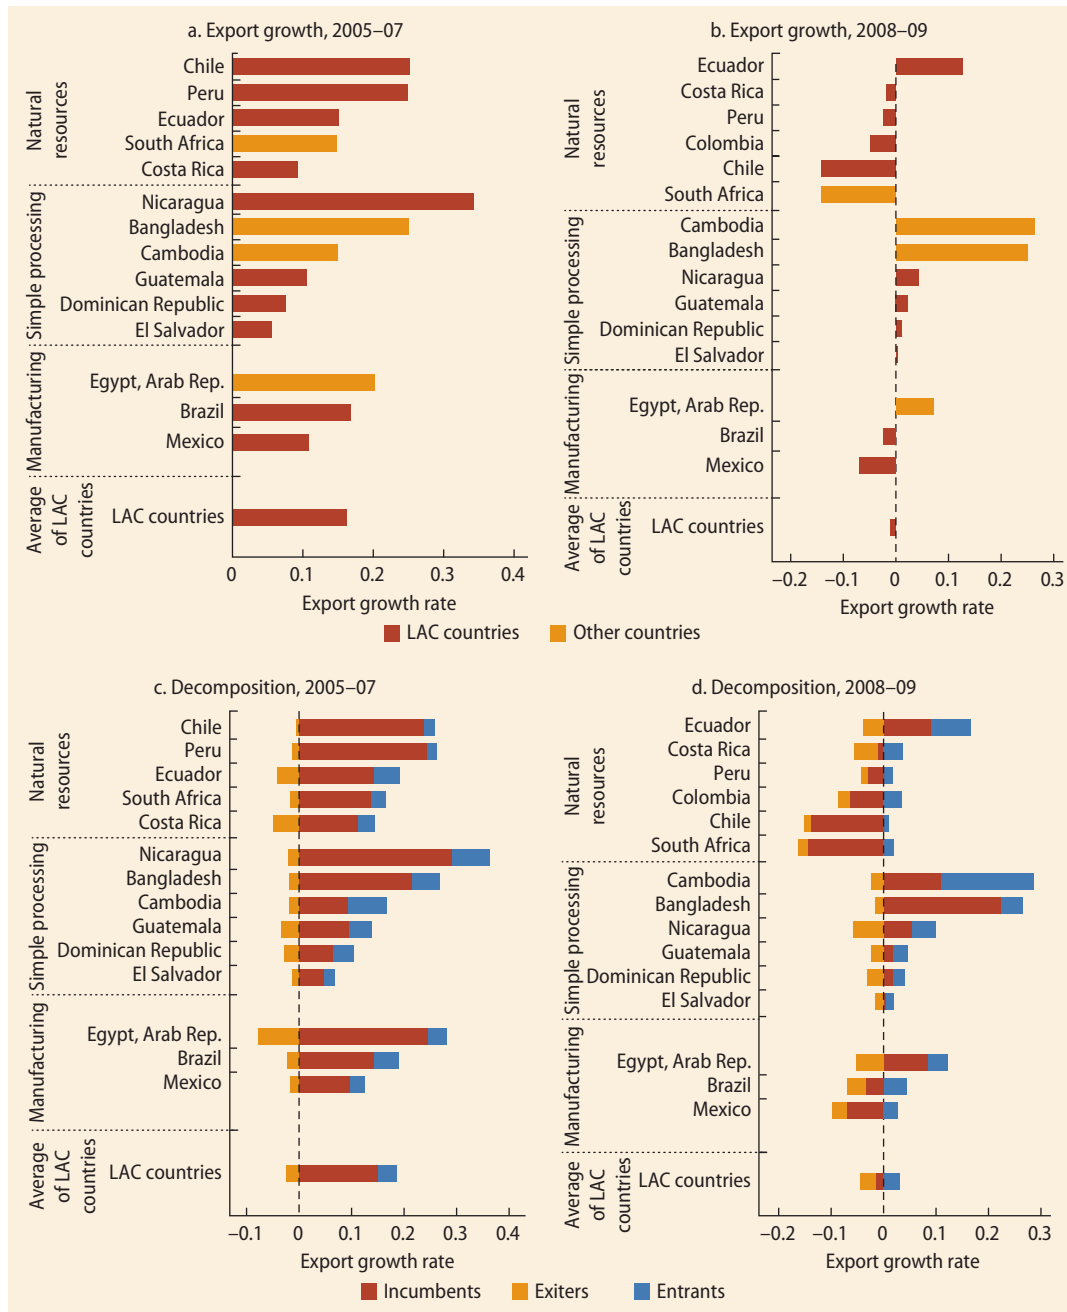 a. Export growth, 2005–07
Natural
resources
Chile
Peru
Ecuador
South Africa
Costa Rica
Simple processing
Nicaragua
Bangladesh
Cambodia
Guatemala
Dominican Republic
El Salvador
Manufacturing
Egypt, Arab Rep.
Brazil
Mexico
Average
of LAC
countries
LAC countries
0 0.1 0.2 0.3 0.4
Export growth rate
b. Export growth, 2008–09
Natural
resources
Ecuador
Costa Rica
Peru
Colombia
Chile
South Africa
Simple processing
Cambodia
Bangladesh
Nicaragua
Guatemala
Dominican Republic
El Salvador
Manufacturing
Egypt, Arab Rep.
Brazil
Mexico
Average
of LAC
countries
LAC countries
–0.2 –0.1 0 0.1 0.2 0.3
Export growth rate
LAC countries Other countries
c. Decomposition, 2005–07
Natural
resources
Chile
Peru
Ecuador
South Africa
Costa Rica
Simple processing
Nicaragua
Bangladesh
Cambodia
Guatemala
Dominican Republic
El Salvador
Manufacturing
Egypt, Arab Rep.
Brazil
Mexico
Average
of LAC
countries
LAC countries
–0.1 0 0.1 0.2 0.3 0.4
Export growth rate
d. Decomposition, 2008–09
Natural
resources
Ecuador
Costa Rica
Peru
Colombia
Chile
South Africa
Simple processing
Cambodia
Bangladesh
Nicaragua
Guatemala
Dominican Republic
El Salvador
Manufacturing
Egypt, Arab Rep.
Brazil
Mexico
Average
of LAC
countries
LAC countries
–0.2 –0.1 0 0.1 0.2 0.3
Export growth rate
Incumbents Exiters Entrants